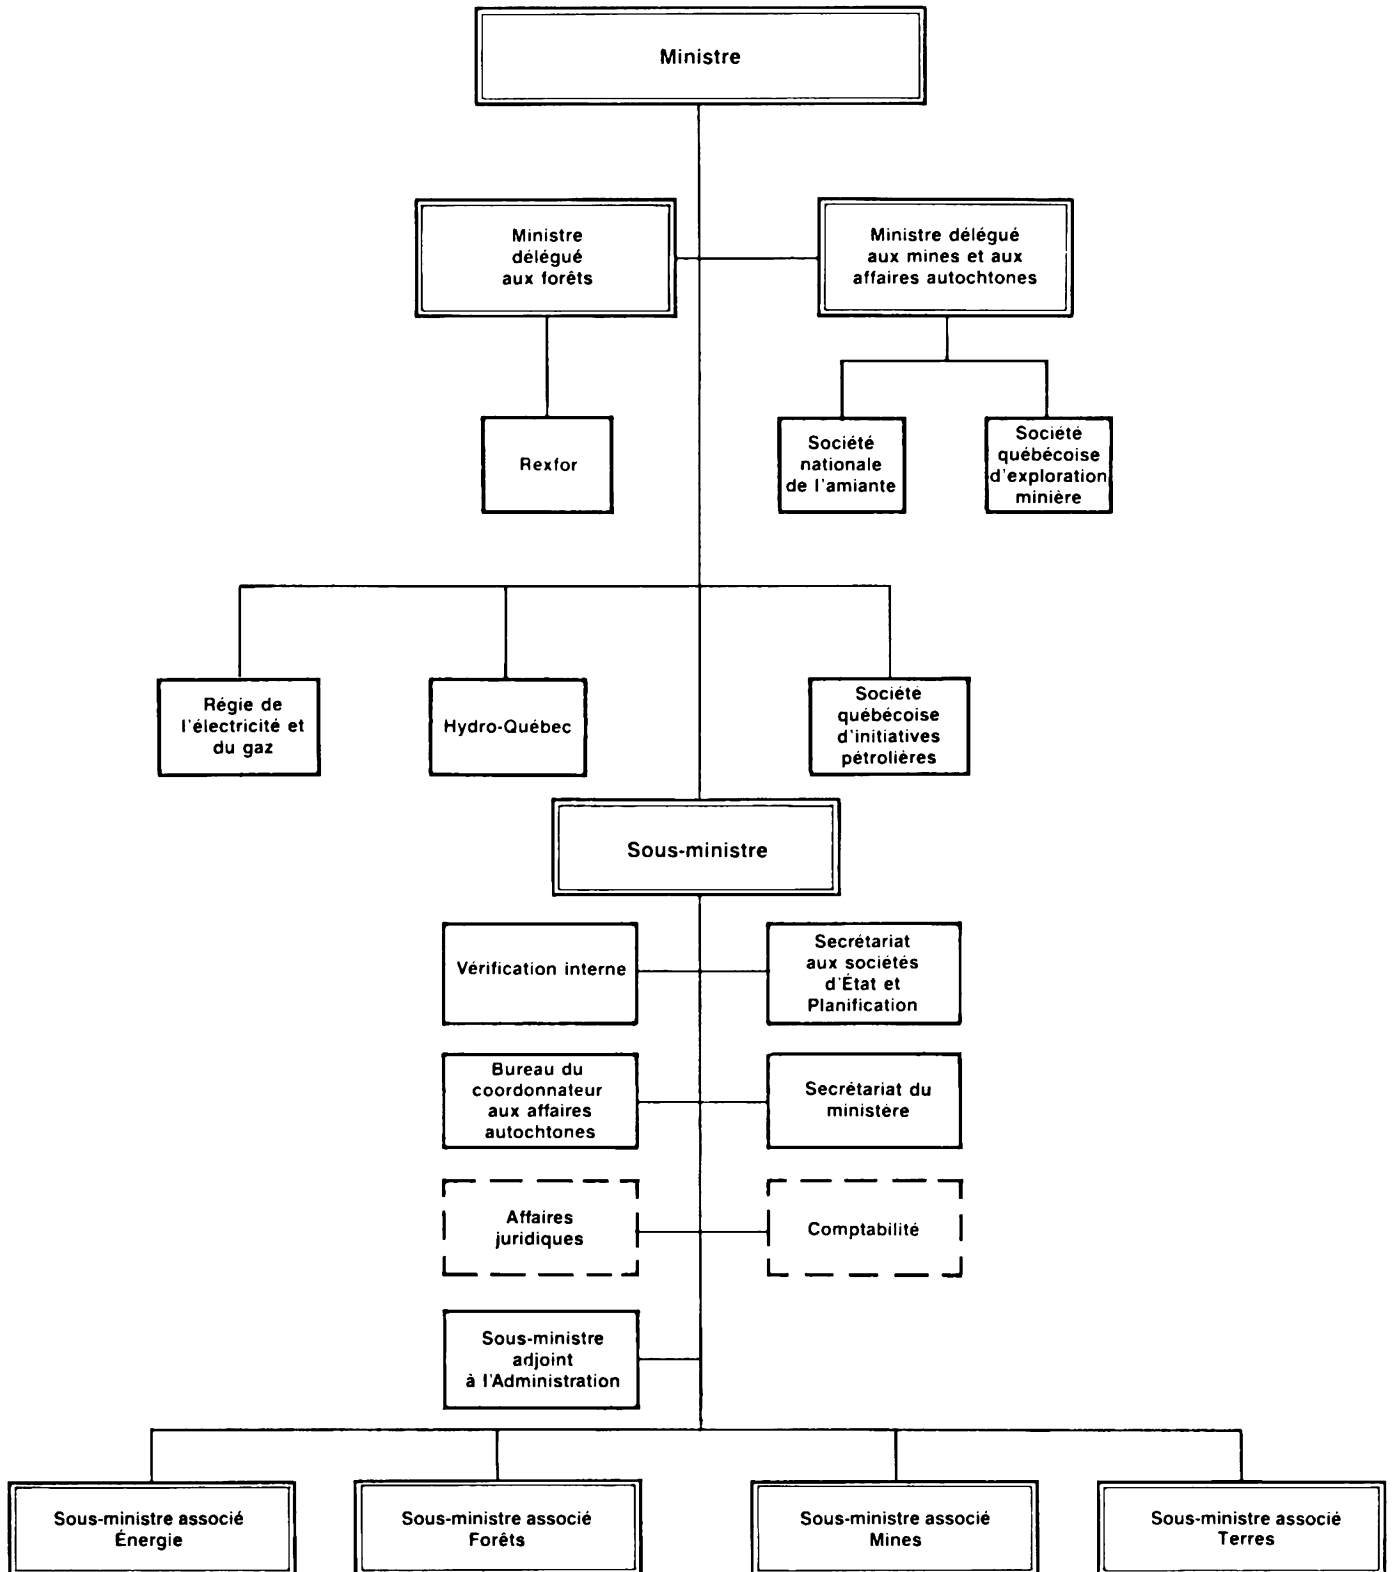 Ministre
Ministre
délégué
aux forêts
Ministre délégué
aux mines et aux
affaires autochtones
Rexfor
Société
nationale
de l'amiante
Société
québécoise
d'exploration
minière
Régie de
l'électricité et
du gaz
Hydro-Québec
Société
québécoise
d'initiatives
pétrolières
Sous-ministre
Vérification interne
Secrétariat
aux sociétés
d'État et
Planification
Bureau du
coordonnateur
aux affaires
autochtones
Secrétariat du
ministère
Affaires
juridiques
Comptabilité
Sous-ministre
adjoint
à l'Administration
Sous-ministre associé
Énergie
Sous-ministre associé
Forêts
Sous-ministre associé
Mines
Sous-ministre associé
Terres